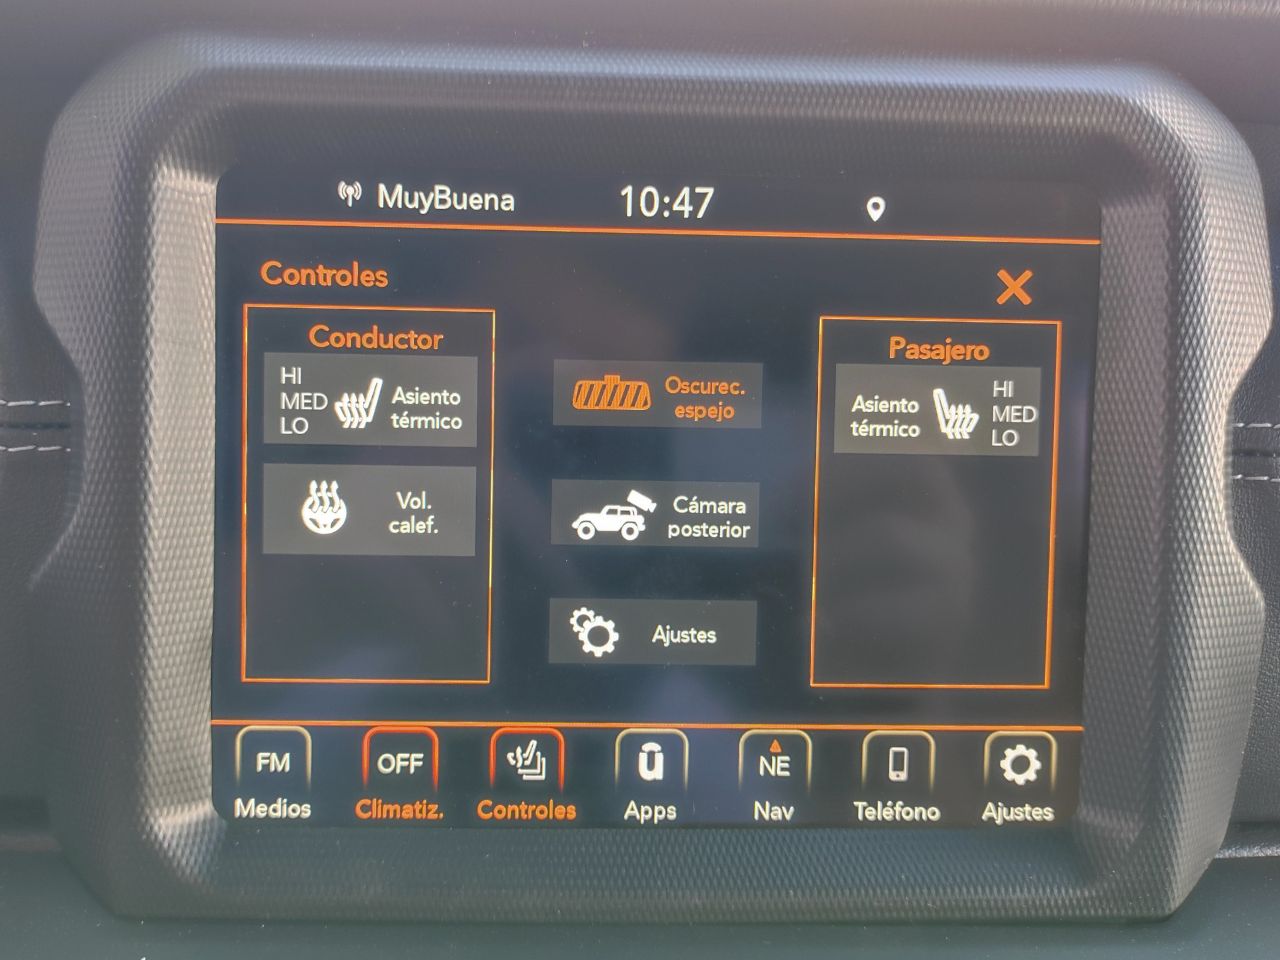 MuyBuena
10:47
Controles
Conductor
HI
MED
LO
Asiento
térmico
Vol.
calef.
Oscurec.
espejo
Cámara
posterior
Ajustes
Pasajero
Asiento
térmico
HI
MED
LO
FM
Medios
OFF
Climatiz.
Controles
Apps
NE
Nav
Teléfono
Ajustes